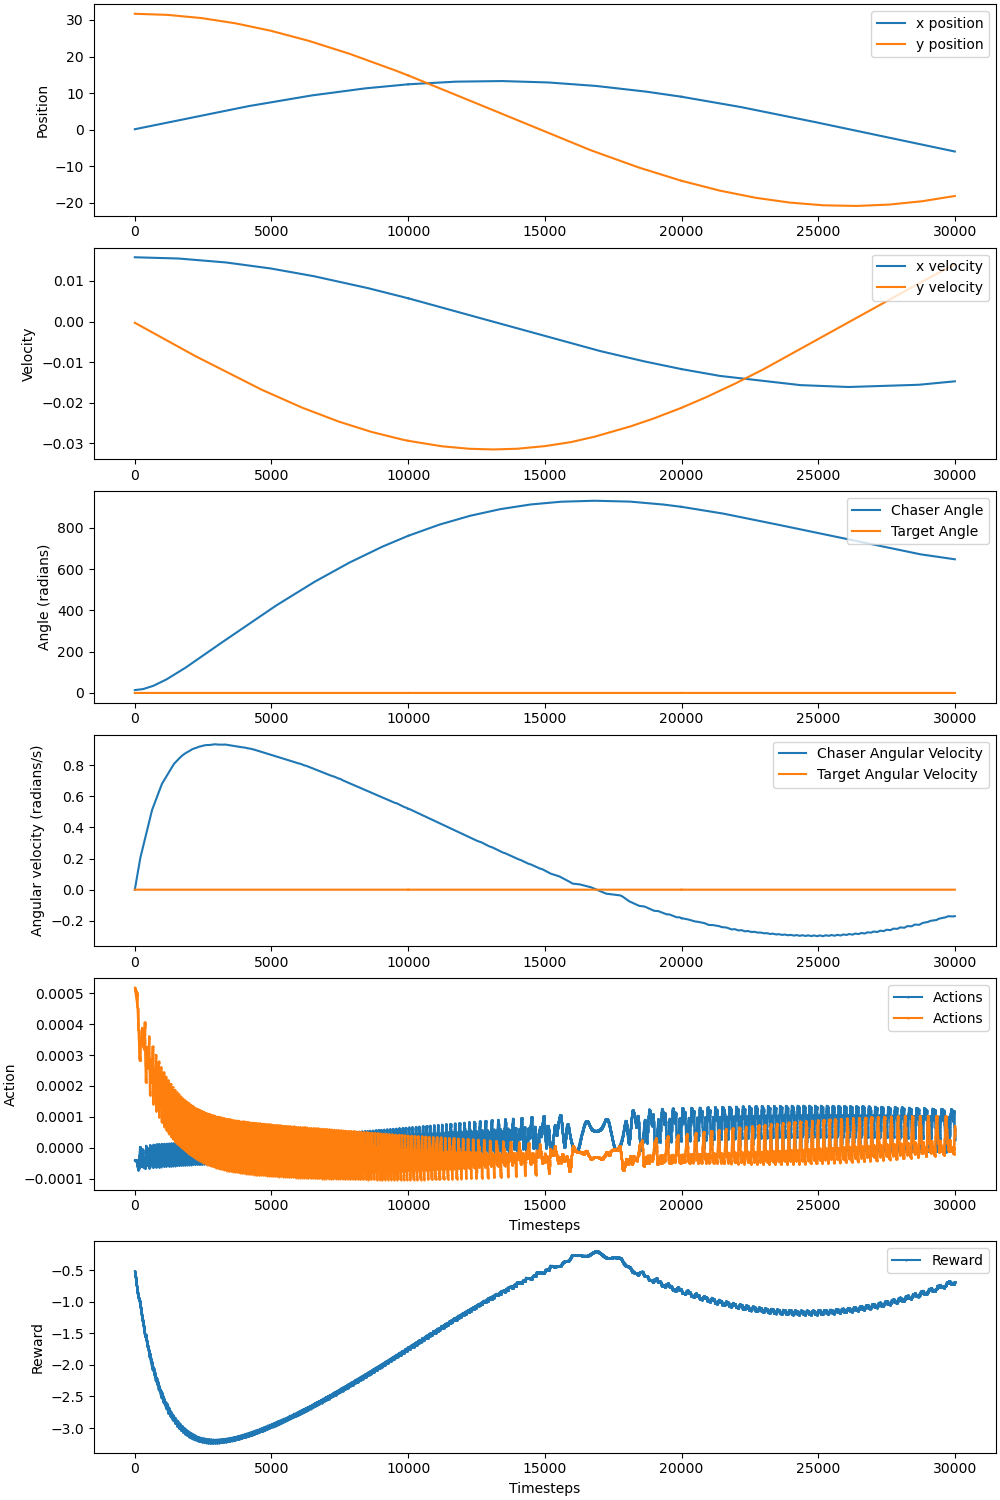 Position
30
20
10
0
−10
−20
x position
y position
0 5000 10000 15000 20000 25000 30000
Velocity
0.01
0.00
−0.01
−0.02
−0.03
x velocity
y velocity
0 5000 10000 15000 20000 25000 30000
Angle (radians)
800
600
400
200
0
Chaser Angle
Target Angle
0 5000 10000 15000 20000 25000 30000
Angular velocity (radians/s)
0.8
0.6
0.4
0.2
0.0
−0.2
Chaser Angular Velocity
Target Angular Velocity
0 5000 10000 15000 20000 25000 30000
Action
0.0005
0.0004
0.0003
0.0002
0.0001
0.0000
−0.0001
Actions
Actions
0 5000 10000 15000 20000 25000 30000
Timesteps
Reward
−0.5
−1.0
−1.5
−2.0
−2.5
−3.0
Reward
0 5000 10000 15000 20000 25000 30000
Timesteps